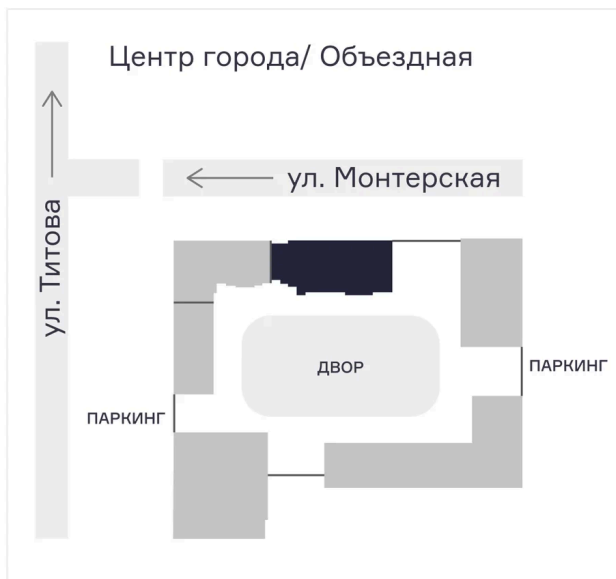 Центр города/ Объездная
ул. Монтерская
ул. Титова
ДВОР
ПАРКИНГ
ПАРКИНГ